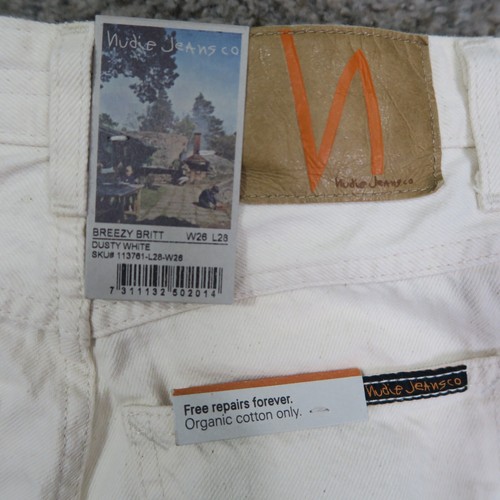 nudie Jeans co
BREEZY BRITT W26 L28
DUSTY WHITE
SKU# 113761-L28-W26
7 311132 502014
N
nudie Jeans co
Free repairs forever.
Organic cotton only.
nudie Jeans co